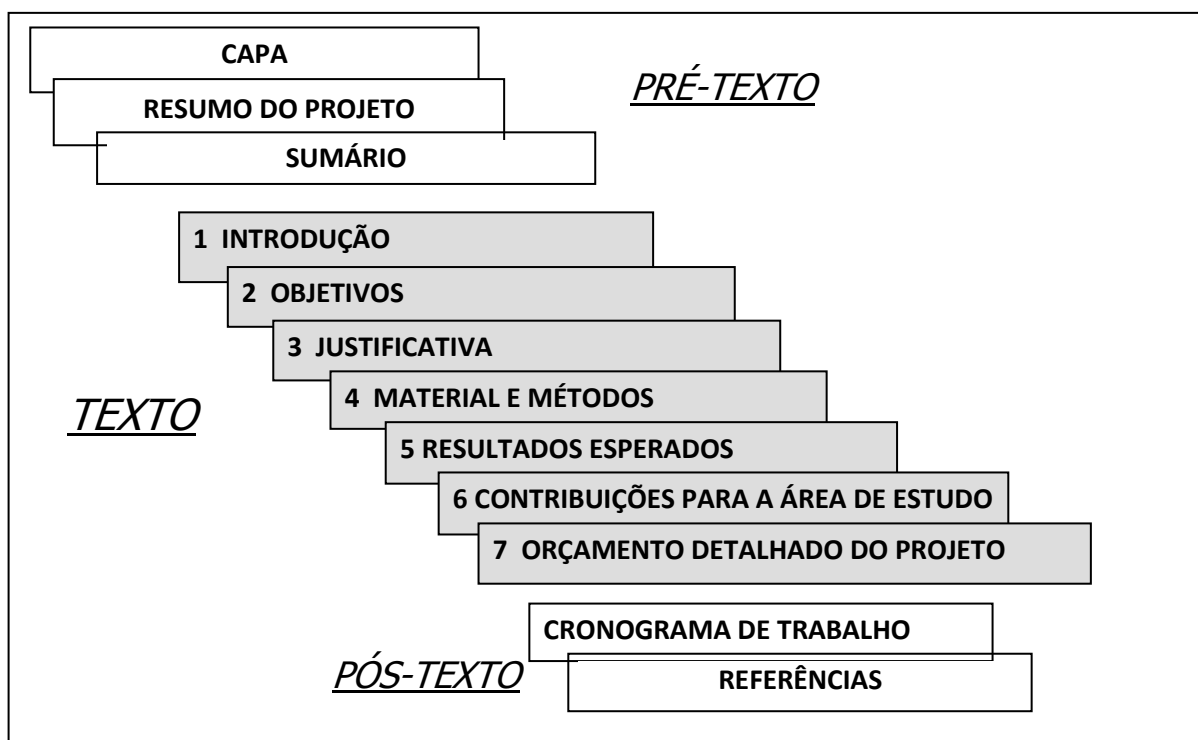 CAPA
PRÉ-TEXTO
RESUMO DO PROJETO
SUMÁRIO
1 INTRODUÇÃO
2 OBJETIVOS
3 JUSTIFICATIVA
4 MATERIAL E MÉTODOS
TEXTO
5 RESULTADOS ESPERADOS
6 CONTRIBUIÇÕES PARA A ÁREA DE ESTUDO
7 ORÇAMENTO DETALHADO DO PROJETO
CRONOGRAMA DE TRABALHO
PÓS-TEXTO
REFERÊNCIAS